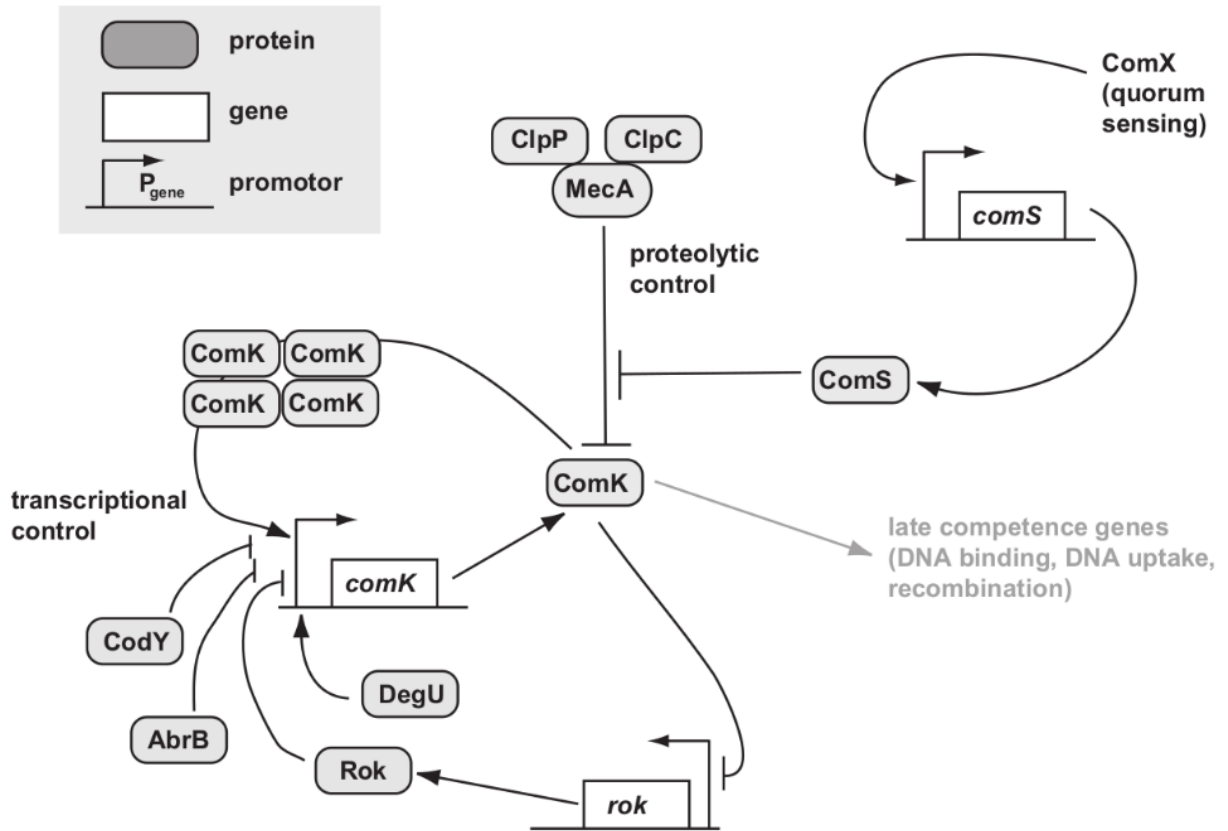 protein
gene
P gene
promotor
ComX
(quorum
sensing)
ClpP
ClpC
MecA
comS
proteolytic
control
ComK
ComK
ComK
ComK
ComS
ComK
transcriptional
control
late competence genes
(DNA binding, DNA uptake,
recombination)
comK
CodY
DegU
AbrB
Rok
rok